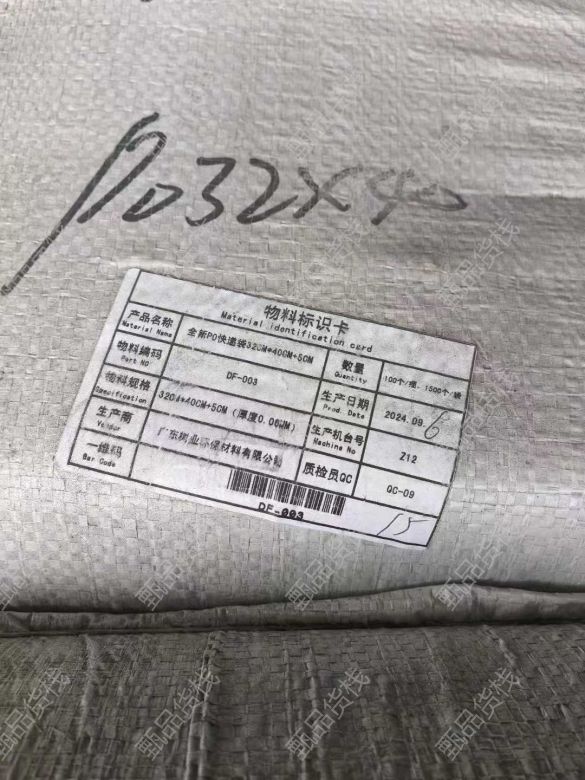 PO32X40
物料标识卡
Material identification card
产品名称 全新PO快递袋32CM*40CM+5CM 数量 100个/捆, 1500个/袋
Material Name Quantity
物料编码 DF-003 生产日期 2024.09.6
Part NO Prod. Date
物料规格 32CM*40CM+5CM（厚度0.06MM） 生产机台号 Z12
Specification Machine No
生产商 广东 业环保材料有限公司 质检员QC QC-09
Vendor
一维码
Bar Code
DF-003
15
甄品货栈